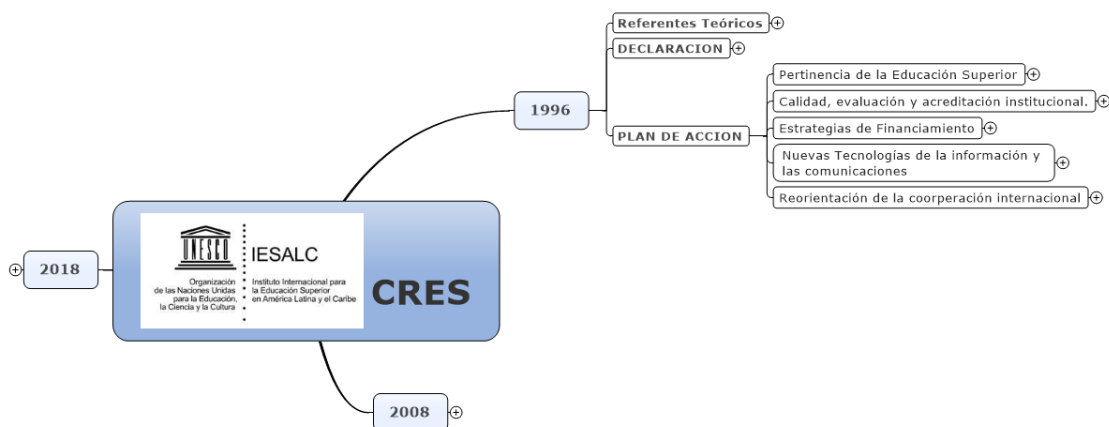 Referentes Teóricos
DECLARACION
Pertinencia de la Educación Superior
Calidad, evaluación y acreditación institucional.
1996
PLAN DE ACCION
Estrategias de Financiamiento
Nuevas Tecnologías de la información y
las comunicaciones
Reorientación de la coorperación internacional
UNESCO
IESALC
Organización
de las Naciones Unidas
para la Educación,
la Ciencia y la Cultura
Instituto Internacional para
la Educación Superior
en América Latina y el Caribe
CRES
2018
2008